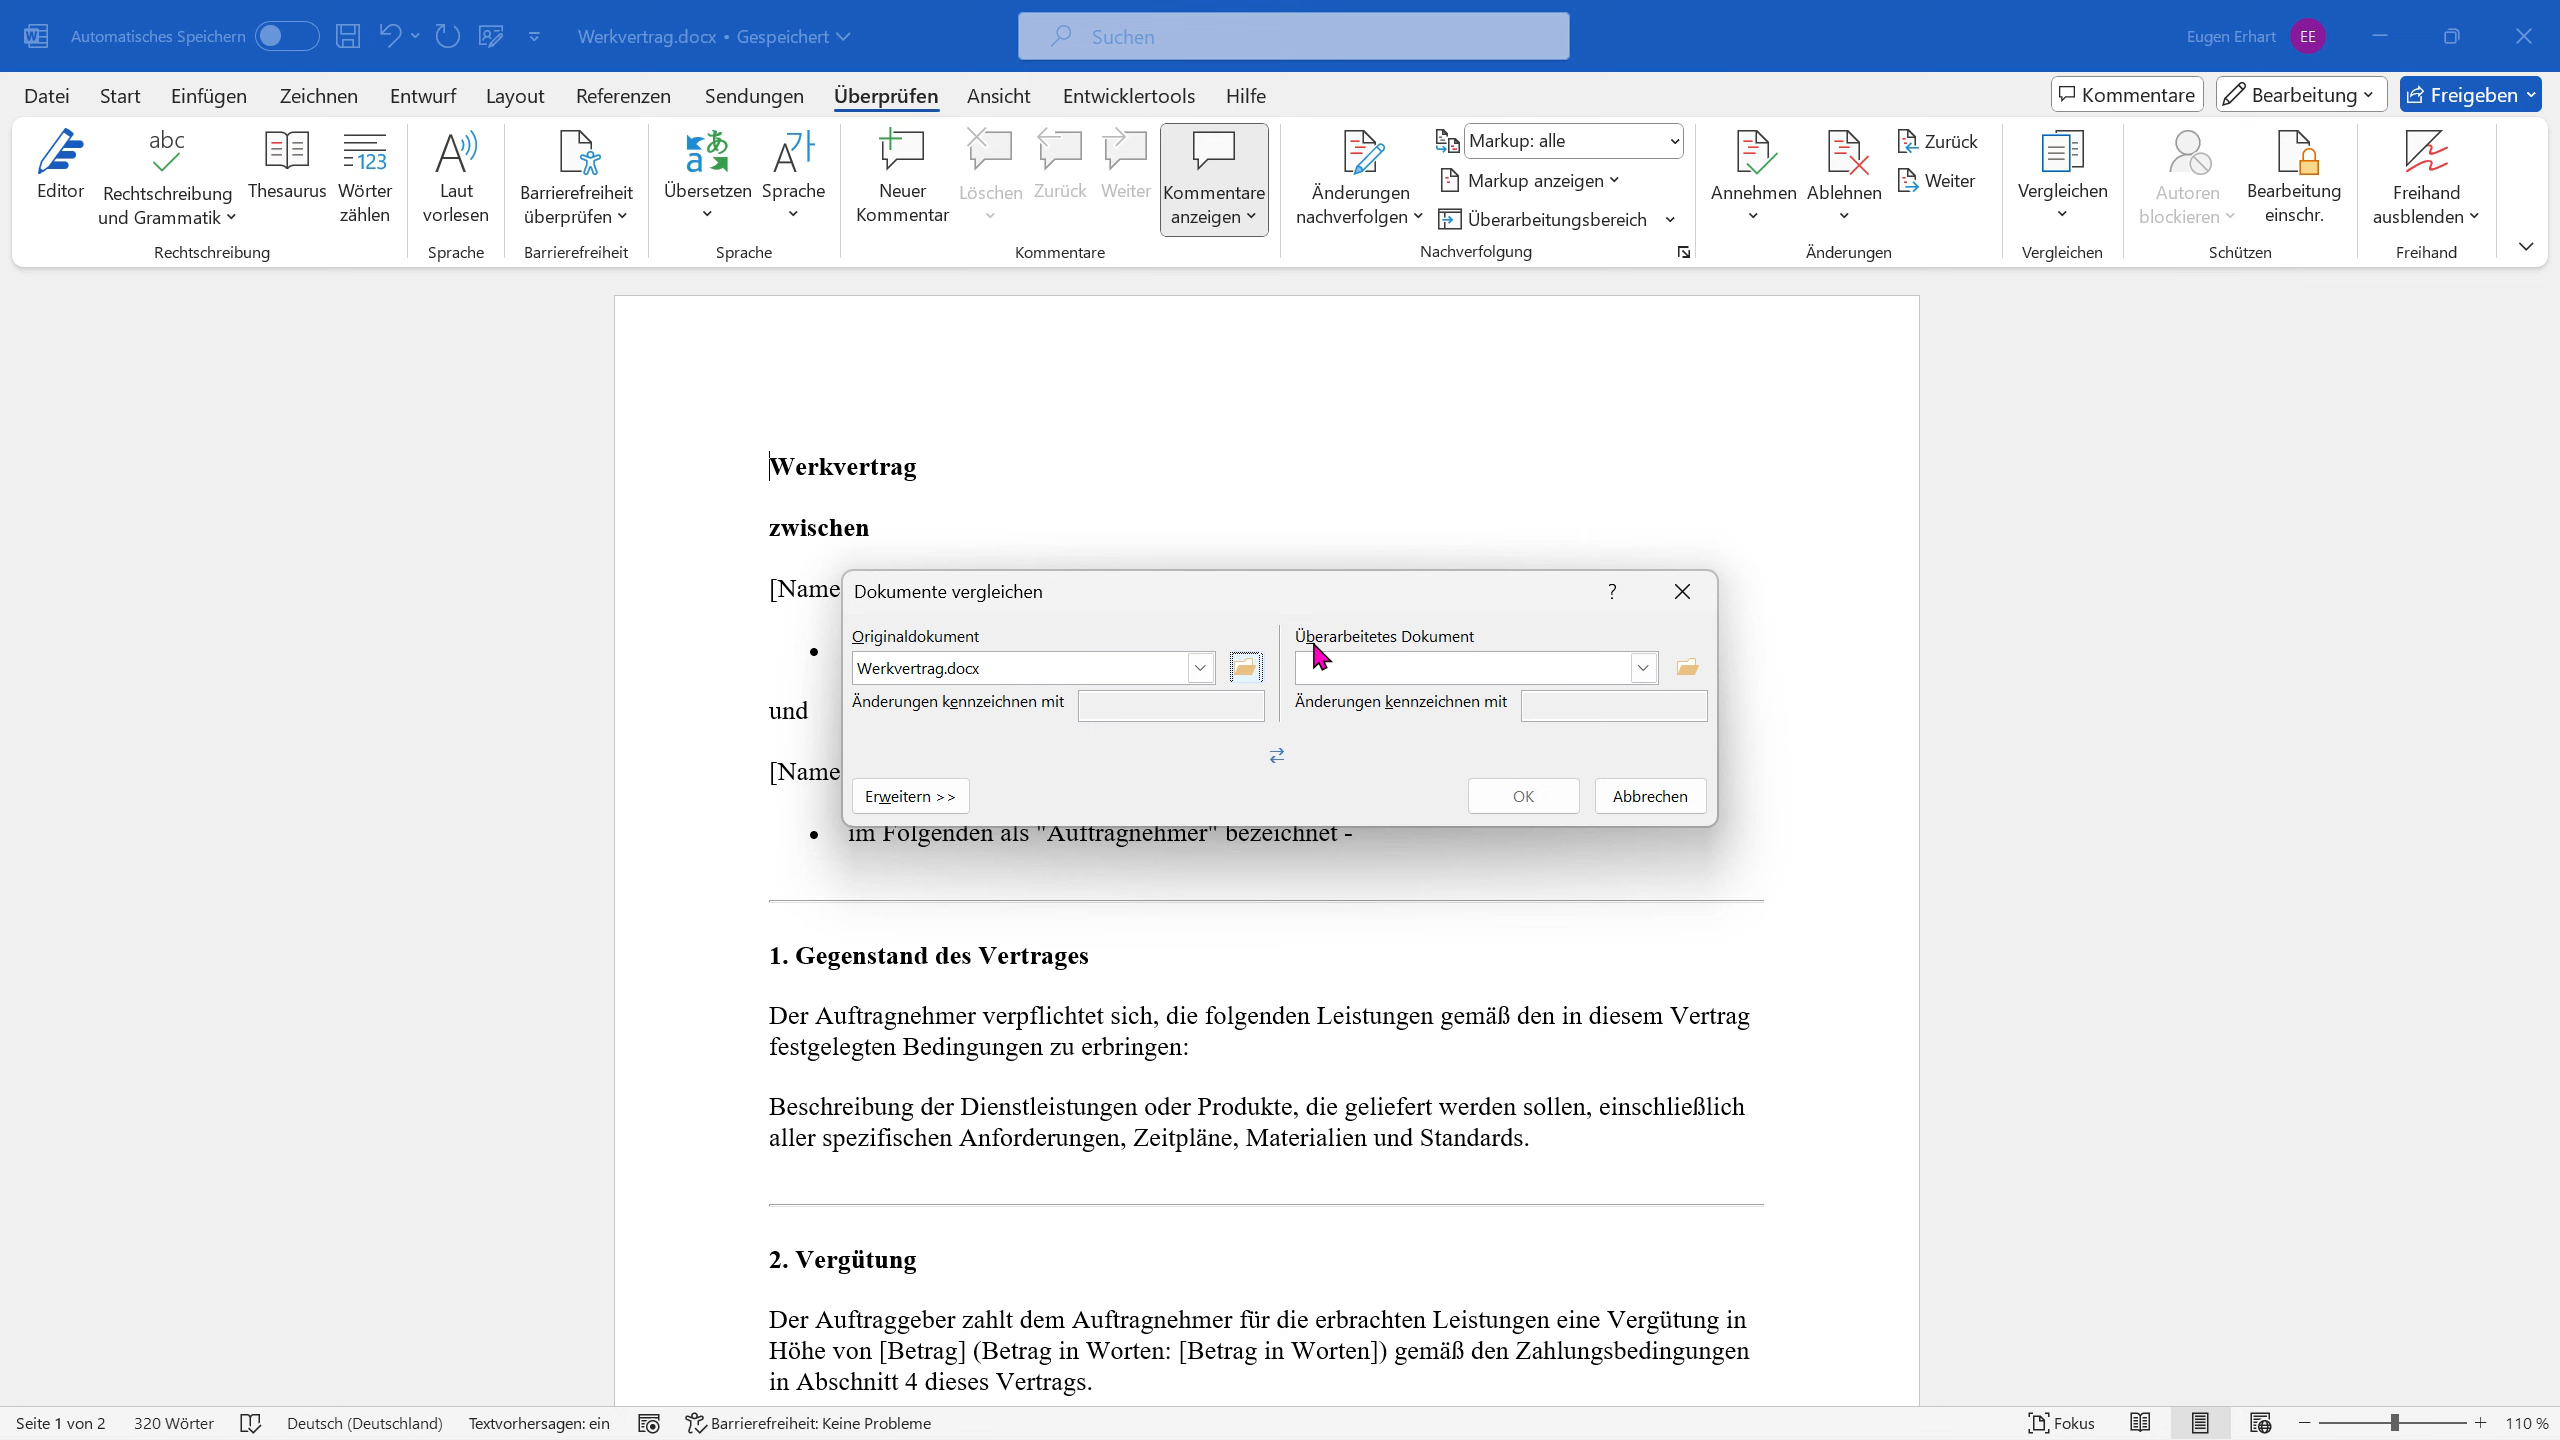 Automatisches Speichern
Werkvertrag.docx • Gespeichert
Suchen
Eugen Erhart
EE
Datei
Start
Einfügen
Zeichnen
Entwurf
Layout
Referenzen
Sendungen
Überprüfen
Ansicht
Entwicklertools
Hilfe
Kommentare
Bearbeitung
Freigeben
Editor
Rechtschreibung
und Grammatik
Thesaurus
Wörter
zählen
Rechtschreibung
Laut
vorlesen
Sprache
Barrierefreiheit
überprüfen
Barrierefreiheit
Übersetzen
Sprache
Sprache
Neuer
Kommentar
Löschen
Zurück
Weiter
Kommentare
anzeigen
Kommentare
Änderungen
nachverfolgen
Markup: alle
Markup anzeigen
Überarbeitungsbereich
Nachverfolgung
Annehmen
Ablehnen
Zurück
Weiter
Änderungen
Vergleichen
Vergleichen
Autoren
blockieren
Bearbeitung
einschr.
Schützen
Freihand
ausblenden
Freihand
Werkvertrag
zwischen
[Name
und
[Name
im Folgenden als "Auftragnehmer" bezeichnet -
Dokumente vergleichen
?
Originaldokument
Werkvertrag.docx
Änderungen kennzeichnen mit
Überarbeitetes Dokument
Änderungen kennzeichnen mit
Erweitern >>
OK
Abbrechen
1. Gegenstand des Vertrages
Der Auftragnehmer verpflichtet sich, die folgenden Leistungen gemäß den in diesem Vertrag
festgelegten Bedingungen zu erbringen:
Beschreibung der Dienstleistungen oder Produkte, die geliefert werden sollen, einschließlich
aller spezifischen Anforderungen, Zeitpläne, Materialien und Standards.
2. Vergütung
Der Auftraggeber zahlt dem Auftragnehmer für die erbrachten Leistungen eine Vergütung in
Höhe von [Betrag] (Betrag in Worten: [Betrag in Worten]) gemäß den Zahlungsbedingungen
in Abschnitt 4 dieses Vertrags.
Seite 1 von 2
320 Wörter
Deutsch (Deutschland)
Textvorhersagen: ein
Barrierefreiheit: Keine Probleme
Fokus
110 %